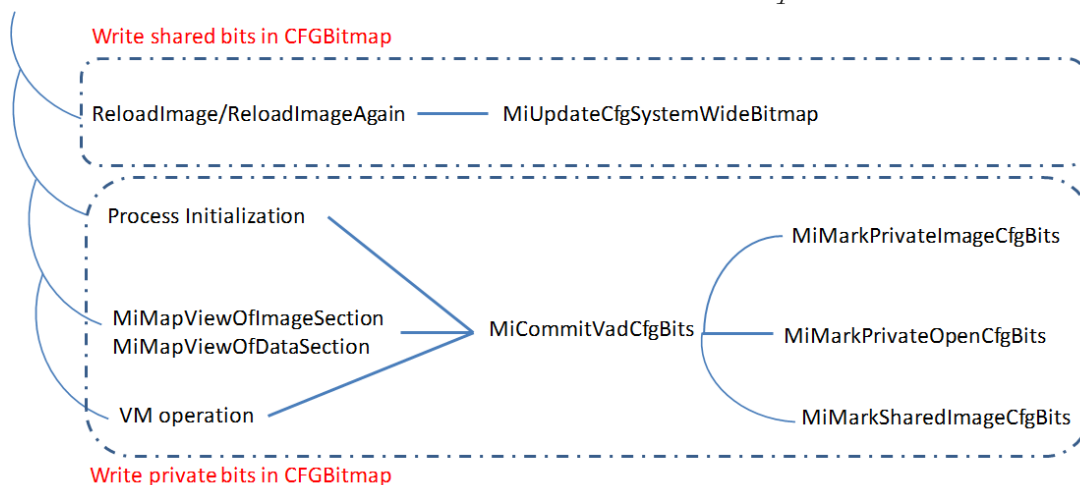 Write shared bits in CFGBitmap
ReloadImage/ReloadImageAgain
MiUpdateCfgSystemWideBitmap
Process Initialization
MiMarkPrivateImageCfgBits
MiMapViewOfImageSection
MiMapViewOfDataSection
MiCommitVadCfgBits
MiMarkPrivateOpenCfgBits
VM operation
MiMarkSharedImageCfgBits
Write private bits in CFGBitmap